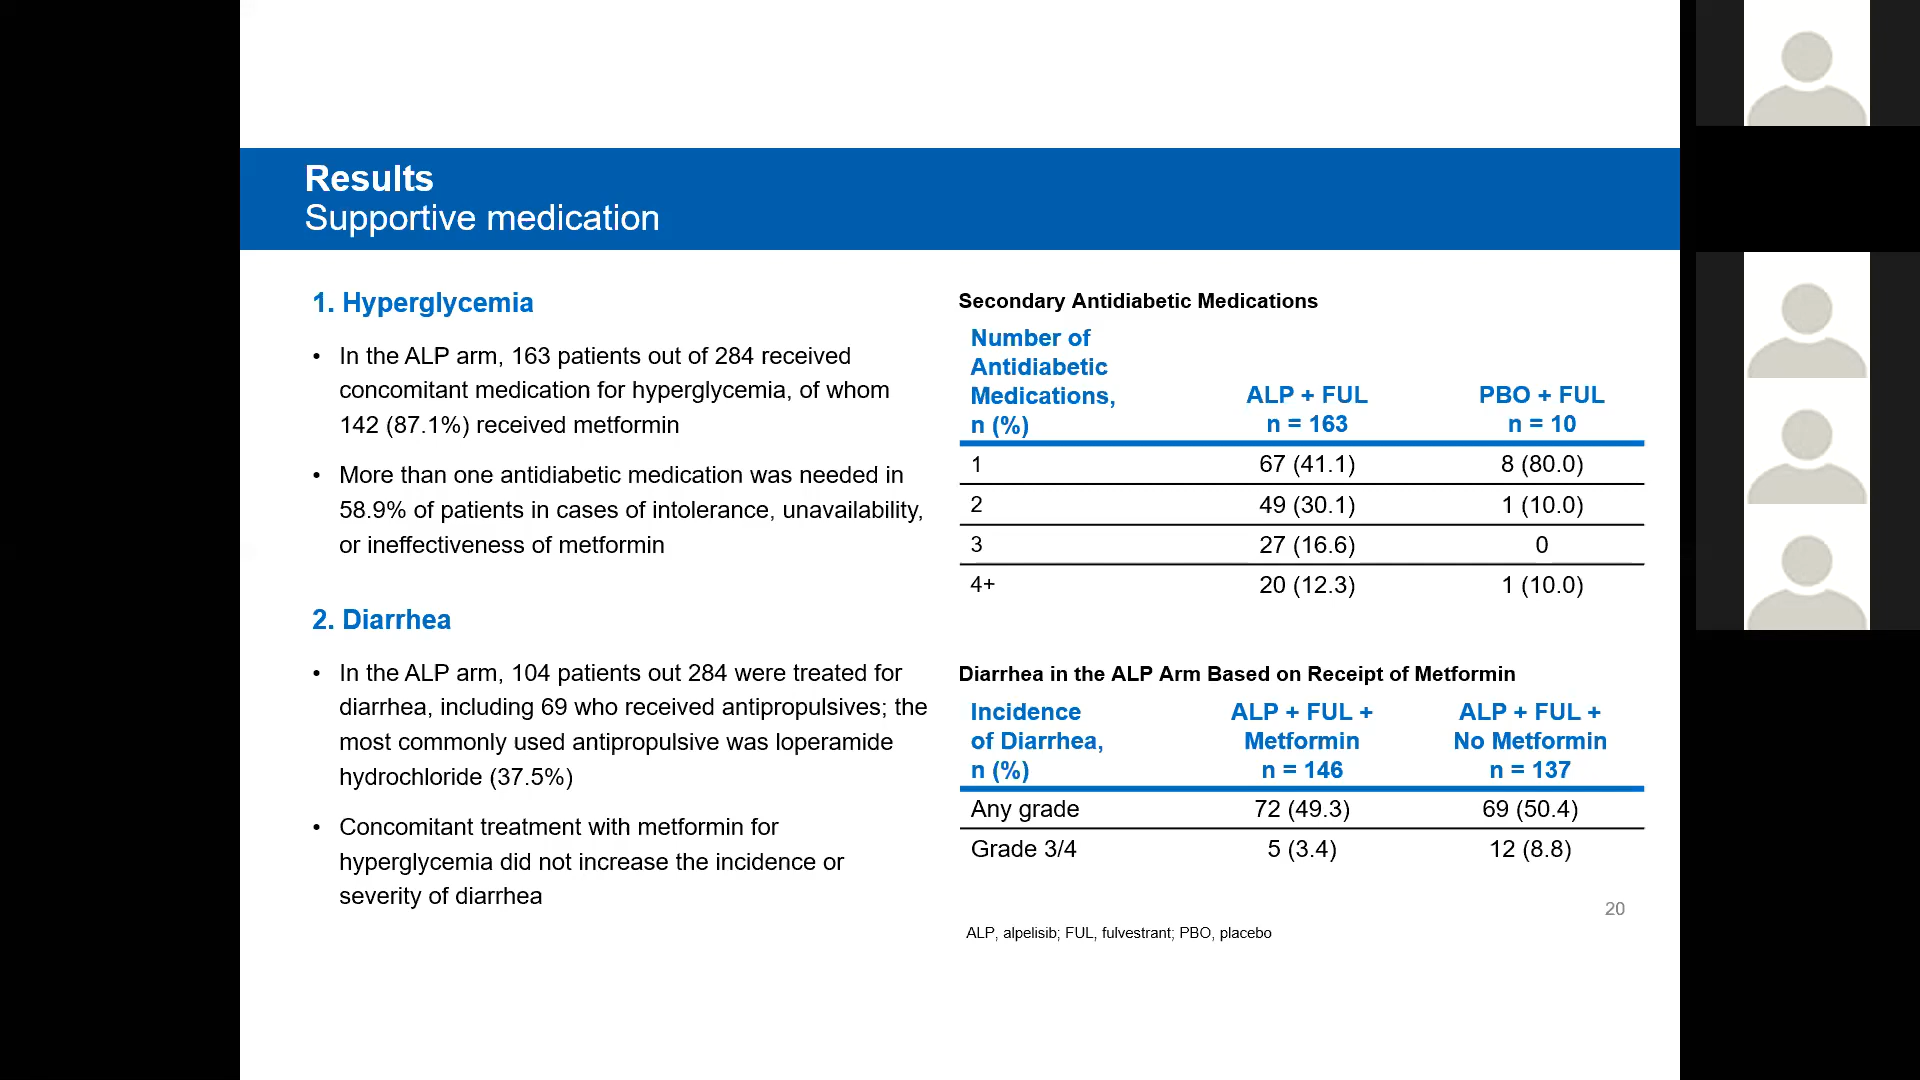 Results
Supportive medication
1. Hyperglycemia
• In the ALP arm, 163 patients out of 284 received
concomitant medication for hyperglycemia, of whom
142 (87.1%) received metformin
• More than one antidiabetic medication was needed in
58.9% of patients in cases of intolerance, unavailability,
or ineffectiveness of metformin
2. Diarrhea
• In the ALP arm, 104 patients out 284 were treated for
diarrhea, including 69 who received antipropulsives; the
most commonly used antipropulsive was loperamide
hydrochloride (37.5%)
• Concomitant treatment with metformin for
hyperglycemia did not increase the incidence or
severity of diarrhea
Secondary Antidiabetic Medications
Number of
Antidiabetic
Medications, ALP + FUL PBO + FUL
n (%) n = 163 n = 10
1 67 (41.1) 8 (80.0)
2 49 (30.1) 1 (10.0)
3 27 (16.6) 0
4+ 20 (12.3) 1 (10.0)
Diarrhea in the ALP Arm Based on Receipt of Metformin
Incidence ALP + FUL + ALP + FUL +
of Diarrhea, Metformin No Metformin
n (%) n = 146 n = 137
Any grade 72 (49.3) 69 (50.4)
Grade 3/4 5 (3.4) 12 (8.8)
20
ALP, alpelisib; FUL, fulvestrant; PBO, placebo